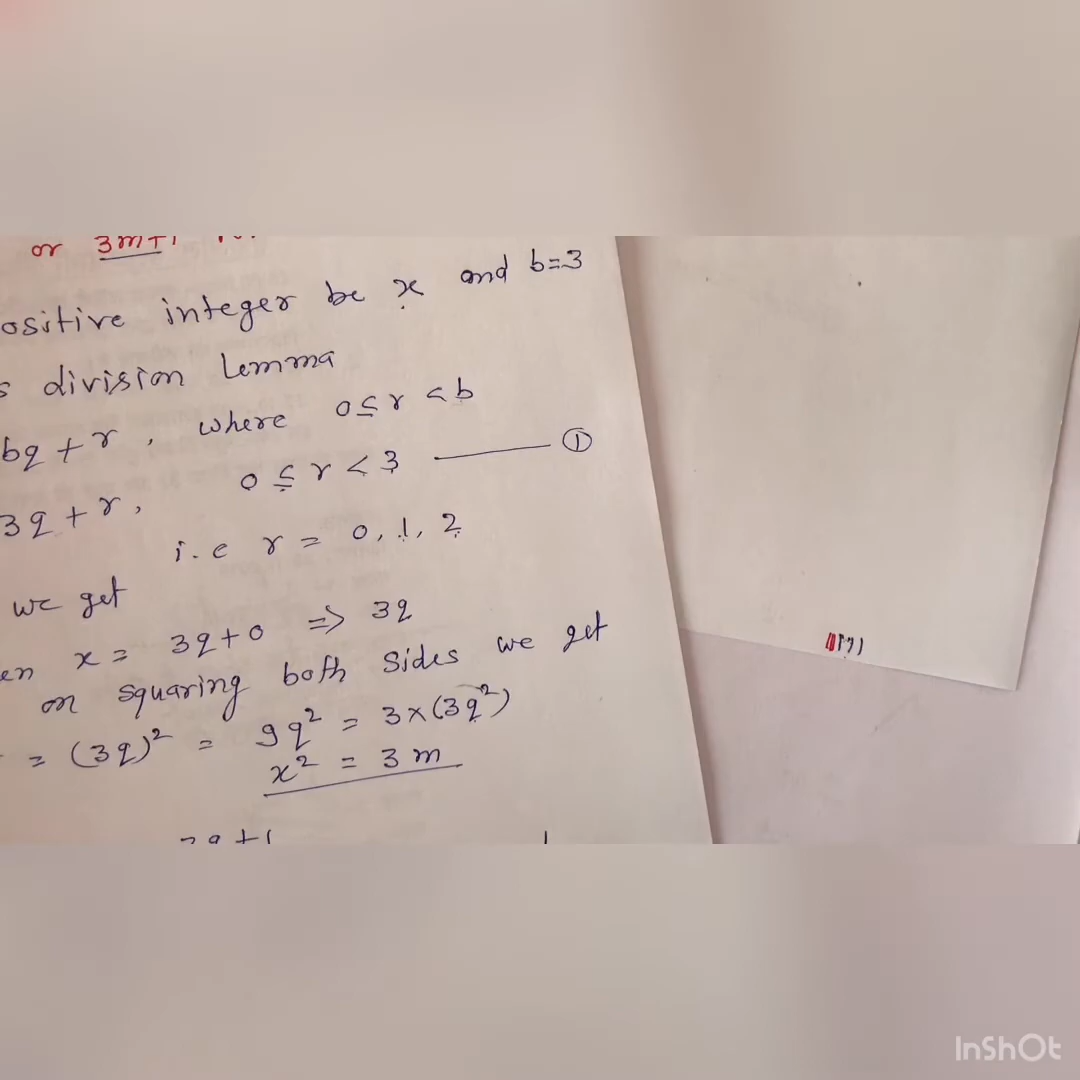 or 3m+1
ositive integer be x and b=3
s division lemma
bq + r, where 0≤r<b
3q + r, 0≤r<3 ——— ①
i.e r = 0, 1, 2
we get
en x = 3q+0 => 3q
on squaring both sides we get
= (3q)² = 9q² = 3×(3q²)
x² = 3m
3q+1
InShOt